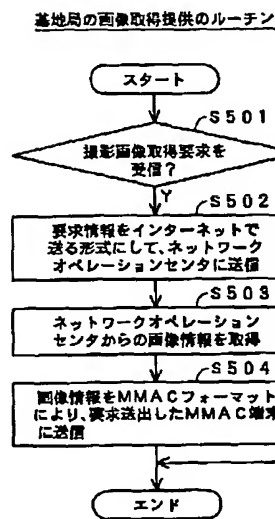 基地局の画像取得提供のルーチン
スタート
S501
撮影画像取得要求を
受信?
Y
S502
要求情報をインターネットで
送る形式にして、ネットワーク
オペレーションセンタに送信
S503
ネットワークオペレーション
センタからの画像情報を取得
S504
画像情報をMMACフォーマット
により、要求送出したMMAC端末
に送信
エンド